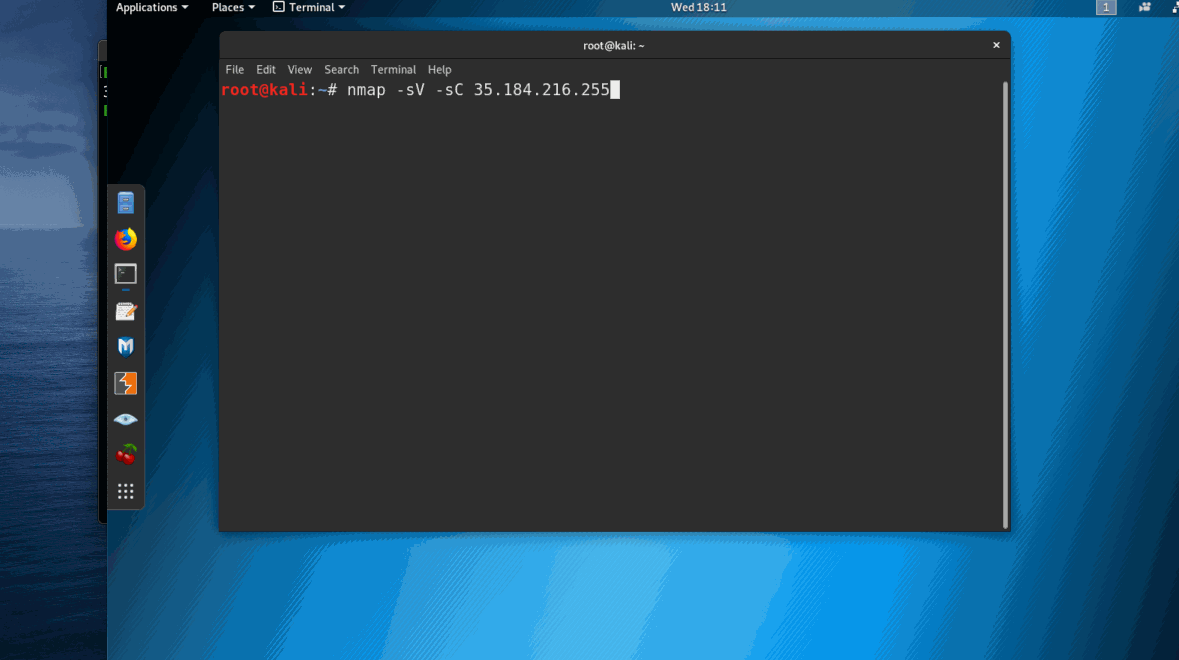 Applications Places Terminal Wed 18:11 1
root@kali: ~ ×
File Edit View Search Terminal Help
root@kali:~# nmap -sV -sC 35.184.216.255